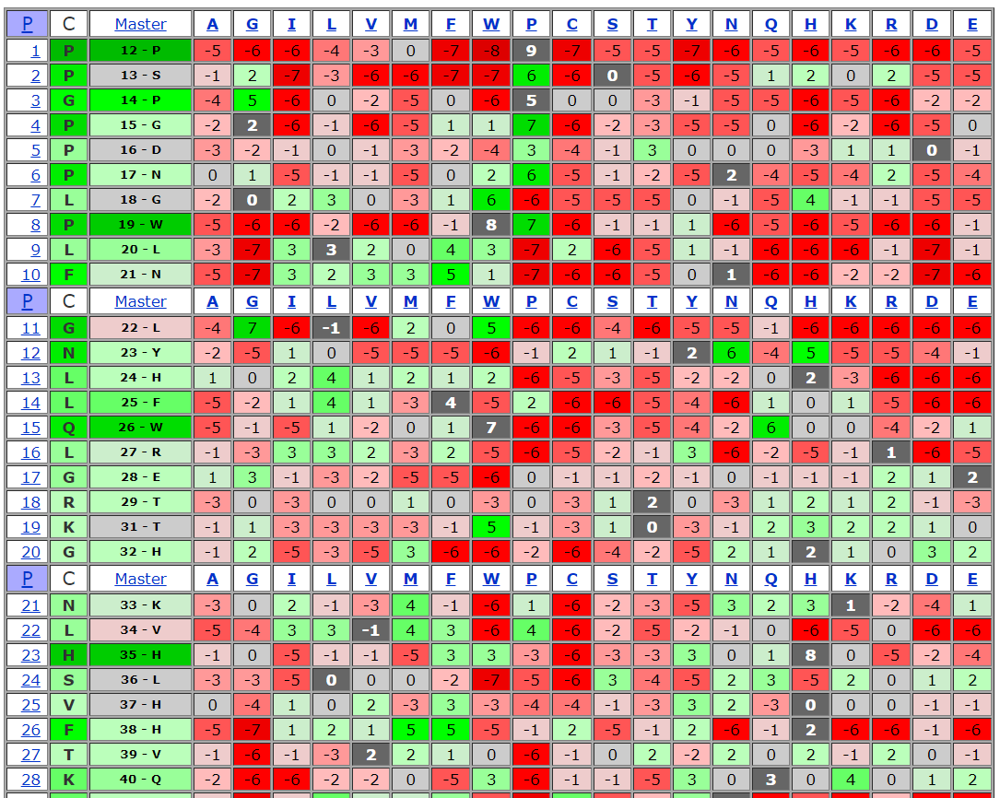 P C Master A G I L V M F W P C S T Y N Q H K R D E
1 P 12 - P -5 -6 -6 -4 -3 0 -7 -8 9 -7 -5 -5 -7 -6 -5 -6 -5 -6 -6 -5
2 P 13 - S -1 2 -7 -3 -6 -6 -7 -7 6 -6 0 -5 -6 -5 1 2 0 2 -5 -5
3 G 14 - P -4 5 -6 0 -2 -5 0 -6 5 0 0 -3 -1 -5 -5 -6 -5 -6 -2 -2
4 P 15 - G -2 2 -6 -1 -6 -5 1 1 7 -6 -2 -3 -5 -5 0 -6 -2 -6 -5 0
5 P 16 - D -3 -2 -1 0 -1 -3 -2 -4 3 -4 -1 3 0 0 0 -3 1 1 0 -1
6 P 17 - N 0 1 -5 -1 -1 -5 0 2 6 -5 -1 -2 -5 2 -4 -5 -4 2 -5 -4
7 L 18 - G -2 0 2 3 0 -3 1 6 -6 -5 -5 -5 0 -1 -5 4 -1 -1 -5 -5
8 P 19 - W -5 -6 -6 -2 -6 -6 -1 8 7 -6 -1 -1 1 -6 -5 -6 -5 -6 -6 -1
9 L 20 - L -3 -7 3 3 2 0 4 3 -7 2 -6 -5 1 -1 -6 -6 -6 -1 -7 -1
10 F 21 - N -5 -7 3 2 3 3 5 1 -7 -6 -6 -5 0 1 -6 -6 -2 -2 -7 -6
P C Master A G I L V M F W P C S T Y N Q H K R D E
11 G 22 - L -4 7 -6 -1 -6 2 0 5 -6 -6 -4 -6 -5 -5 -1 -6 -6 -6 -6 -6
12 N 23 - Y -2 -5 1 0 -5 -5 -5 -6 -1 2 1 -1 2 6 -4 5 -5 -5 -4 -1
13 L 24 - H 1 0 2 4 1 2 1 2 -6 -5 -3 -5 -2 -2 0 2 -3 -6 -6 -6
14 L 25 - F -5 -2 1 4 1 -3 4 -5 2 -6 -6 -5 -4 -6 1 0 1 -5 -6 -6
15 Q 26 - W -5 -1 -5 1 -2 0 1 7 -6 -6 -3 -5 -4 -2 6 0 0 -4 -2 1
16 L 27 - R -1 -3 3 3 2 -3 2 -5 -6 -5 -2 -1 3 -6 -2 -5 -1 1 -6 -5
17 G 28 - E 1 3 -1 -3 -2 -5 -5 -6 0 -1 -1 -2 -1 0 -1 -1 -1 2 1 2
18 R 29 - T -3 0 -3 0 0 1 0 -3 0 -3 1 2 0 -3 1 2 1 2 -1 -3
19 K 31 - T -1 1 -3 -3 -3 -3 -1 5 -1 -3 1 0 -3 -1 2 3 2 2 1 0
20 G 32 - H -1 2 -5 -3 -5 3 -6 -6 -2 -6 -4 -2 -5 2 1 2 1 0 3 2
P C Master A G I L V M F W P C S T Y N Q H K R D E
21 N 33 - K -3 0 2 -1 -3 4 -1 -6 1 -6 -2 -3 -5 3 2 3 1 -2 -4 1
22 L 34 - V -5 -4 3 3 -1 4 3 -6 4 -6 -2 -5 -2 -1 0 -6 -5 0 -6 -6
23 H 35 - H -1 0 -5 -1 -1 -5 3 3 -3 -6 -3 -3 3 0 1 8 0 -5 -2 -4
24 S 36 - L -3 -3 -5 0 0 0 -2 -7 -5 -6 3 -4 -5 2 3 -5 2 0 1 2
25 V 37 - H 0 -4 1 0 2 -3 3 -3 -4 -4 -1 -3 3 2 -3 0 0 0 -1 -1
26 F 38 - H -5 -7 1 2 1 5 5 -5 -1 2 -5 -1 2 -6 -1 2 -6 -6 -1 -6
27 T 39 - V -1 -6 -1 -3 2 2 1 0 -6 -1 0 2 -2 2 0 2 -1 2 0 -1
28 K 40 - Q -2 -6 -6 -2 -2 0 -5 3 -6 -1 -1 -5 3 0 3 0 4 0 1 2